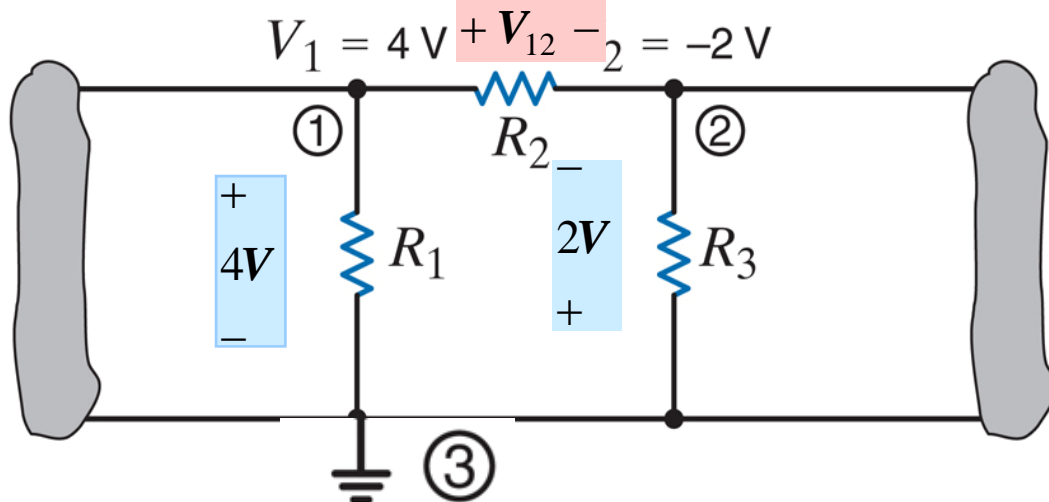 V₁ = 4 V + V₁₂ − ₂ = −2 V
① R₂ ②
+ −
4V R₁ 2V R₃
− +
③